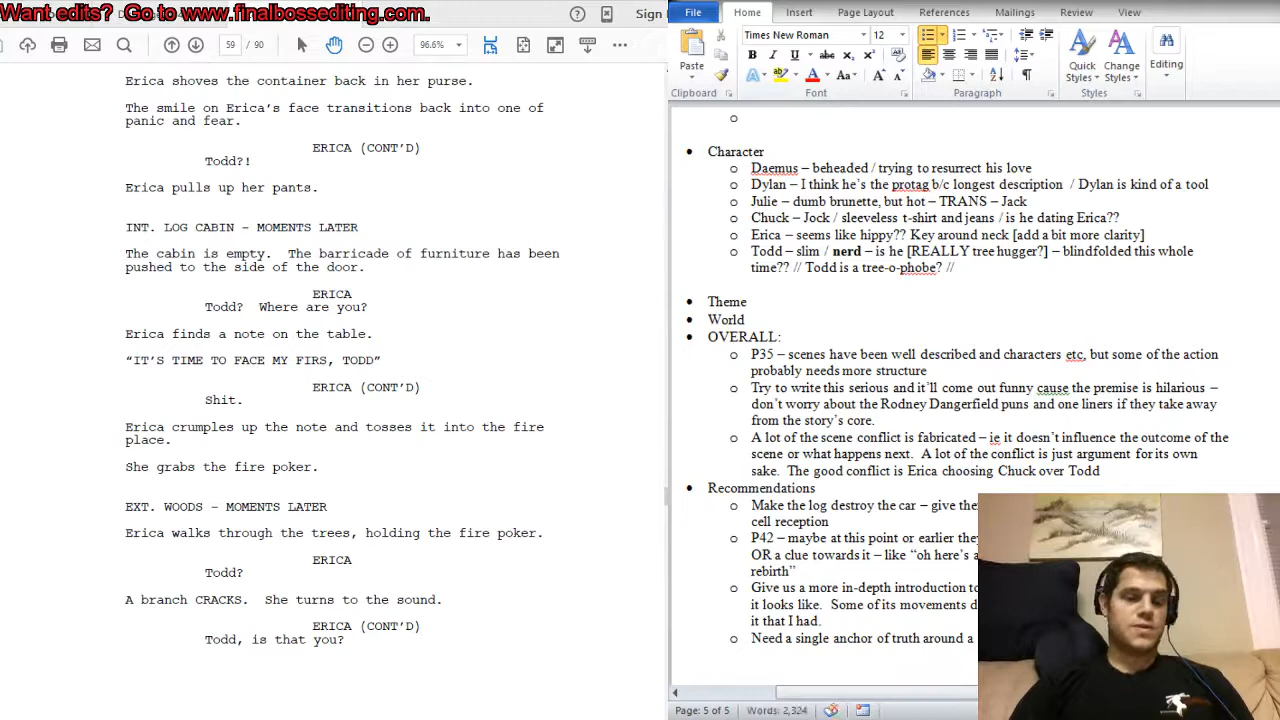 Want edits?  Go to www.finalbossediting.com.
Sign
59
96.6%
Erica shoves the container back in her purse.
The smile on Erica's face transitions back into one of
panic and fear.
ERICA (CONT'D)
Todd?!
Erica pulls up her pants.
INT. LOG CABIN - MOMENTS LATER
The cabin is empty.  The barricade of furniture has been
pushed to the side of the door.
ERICA
Todd?  Where are you?
Erica finds a note on the table.
“IT'S TIME TO FACE MY FIRS, TODD”
ERICA (CONT'D)
Shit.
Erica crumples up the note and tosses it into the fire
place.
She grabs the fire poker.
EXT. WOODS - MOMENTS LATER
Erica walks through the trees, holding the fire poker.
ERICA
Todd?
A branch CRACKS.  She turns to the sound.
ERICA (CONT'D)
Todd, is that you?
File
Home
Insert
Page Layout
References
Mailings
Review
View
Times New Roman
12
Paste
Quick Styles
Change Styles
Editing
Clipboard
Font
Paragraph
Styles
Character
Daemus – beheaded / trying to resurrect his love
Dylan – I think he's the protag b/c longest description  / Dylan is kind of a tool
Julie – dumb brunette, but hot – TRANS – Jack
Chuck – Jock / sleeveless t-shirt and jeans / is he dating Erica??
Erica – seems like hippy?? Key around neck [add a bit more clarity]
Todd – slim / nerd – is he [REALLY tree hugger?] – blindfolded this whole
time?? // Todd is a tree-o-phobe? //
Theme
World
OVERALL:
P35 – scenes have been well described and characters etc, but some of the action
probably needs more structure
Try to write this serious and it'll come out funny cause the premise is hilarious –
don't worry about the Rodney Dangerfield puns and one liners if they take away
from the story's core.
A lot of the scene conflict is fabricated – ie it doesn't influence the outcome of the
scene or what happens next.  A lot of the conflict is just argument for its own
sake.  The good conflict is Erica choosing Chuck over Todd
Recommendations
Make the log destroy the car – give the
cell reception
P42 – maybe at this point or earlier the
OR a clue towards it – like “oh here's a
rebirth”
Give us a more in-depth introduction to
it looks like.  Some of its movements d
it that I had.
Need a single anchor of truth around a
Page: 5 of 5
Words: 2,324